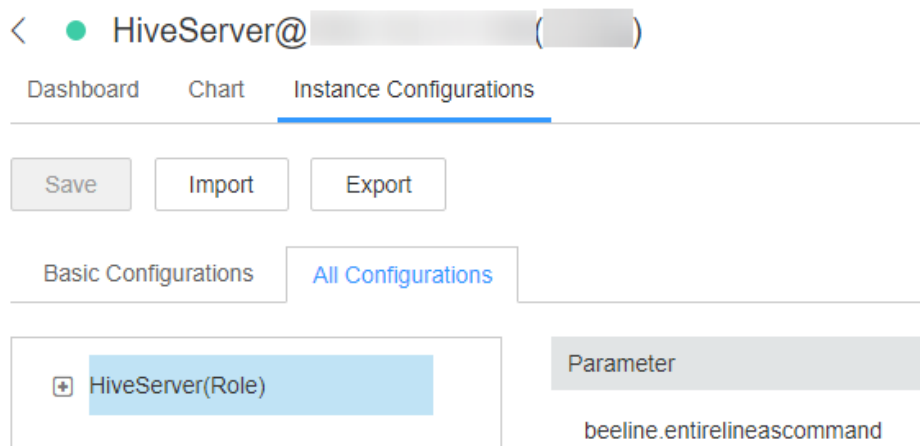 HiveServer@ ( )
Dashboard Chart Instance Configurations
Save Import Export
Basic Configurations All Configurations
HiveServer(Role)
Parameter
beeline.entirelineascommand